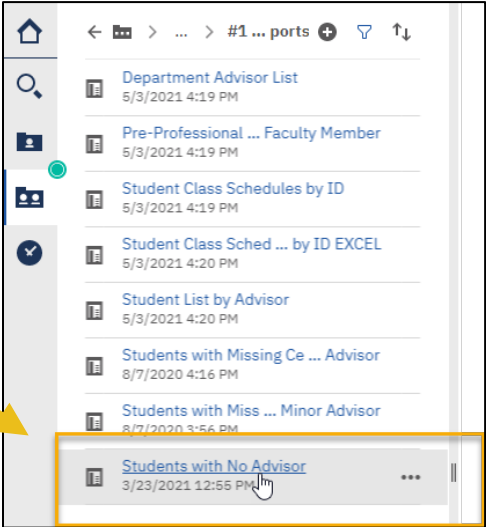 > ... > #1 ... ports
Department Advisor List
5/3/2021 4:19 PM
Pre-Professional ... Faculty Member
5/3/2021 4:19 PM
Student Class Schedules by ID
5/3/2021 4:19 PM
Student Class Sched ... by ID EXCEL
5/3/2021 4:20 PM
Student List by Advisor
5/3/2021 4:20 PM
Students with Missing Ce ... Advisor
8/7/2020 4:16 PM
Students with Miss ... Minor Advisor
8/7/2020 3:56 PM
Students with No Advisor
3/23/2021 12:55 PM